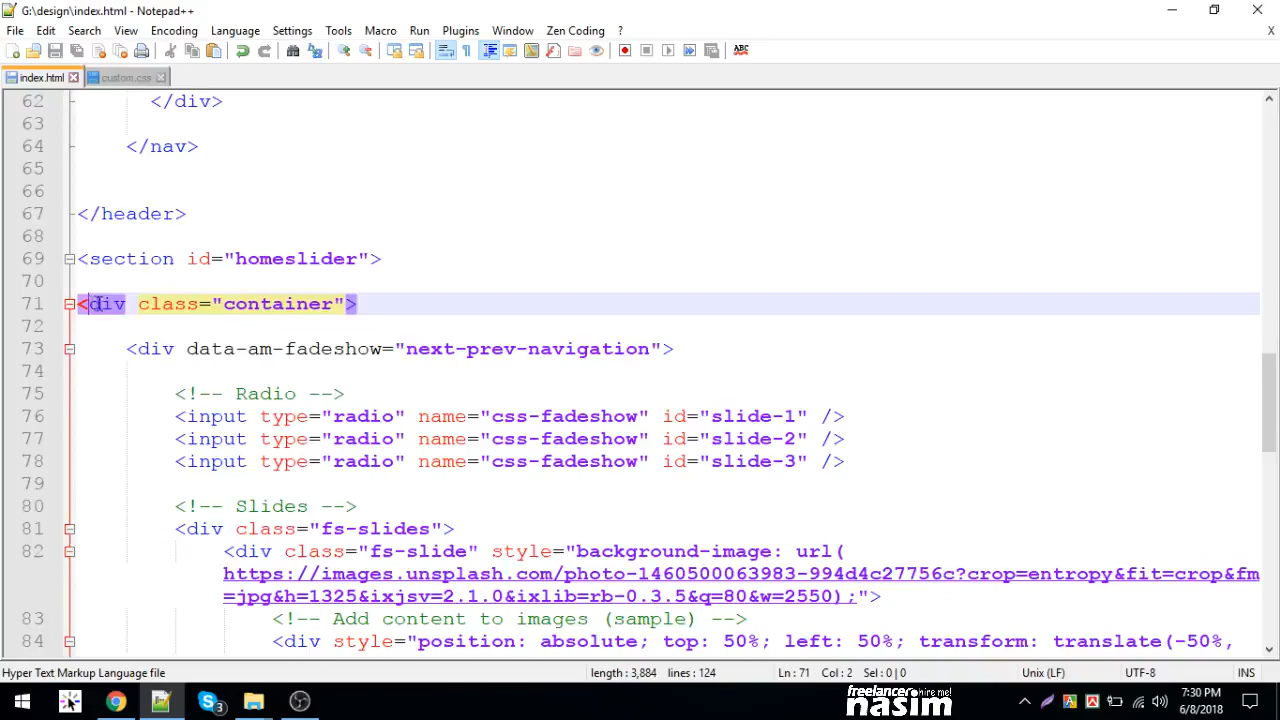 G:\design\index.html - Notepad++
File Edit Search View Encoding Language Settings Tools Macro Run Plugins Window Zen Coding ? X
index.html custom.css
62 </div>
63
64 </nav>
65
66
67 </header>
68
69 <section id="homeslider">
70
71 <div class="container">
72
73 <div data-am-fadeshow="next-prev-navigation">
74
75 <!-- Radio -->
76 <input type="radio" name="css-fadeshow" id="slide-1" />
77 <input type="radio" name="css-fadeshow" id="slide-2" />
78 <input type="radio" name="css-fadeshow" id="slide-3" />
79
80 <!-- Slides -->
81 <div class="fs-slides">
82 <div class="fs-slide" style="background-image: url(
https://images.unsplash.com/photo-1460500063983-994d4c27756c?crop=entropy&fit=crop&fm
=jpg&h=1325&ixjsv=2.1.0&ixlib=rb-0.3.5&q=80&w=2550);">
83 <!-- Add content to images (sample) -->
84 <div style="position: absolute; top: 50%; left: 50%; transform: translate(-50%,
Hyper Text Markup Language file length : 3,884 lines : 124 Ln : 71 Col : 2 Sel : 0 | 0 Unix (LF) UTF-8 INS
3
freelancer hire me!
nasim
7:30 PM
6/8/2018